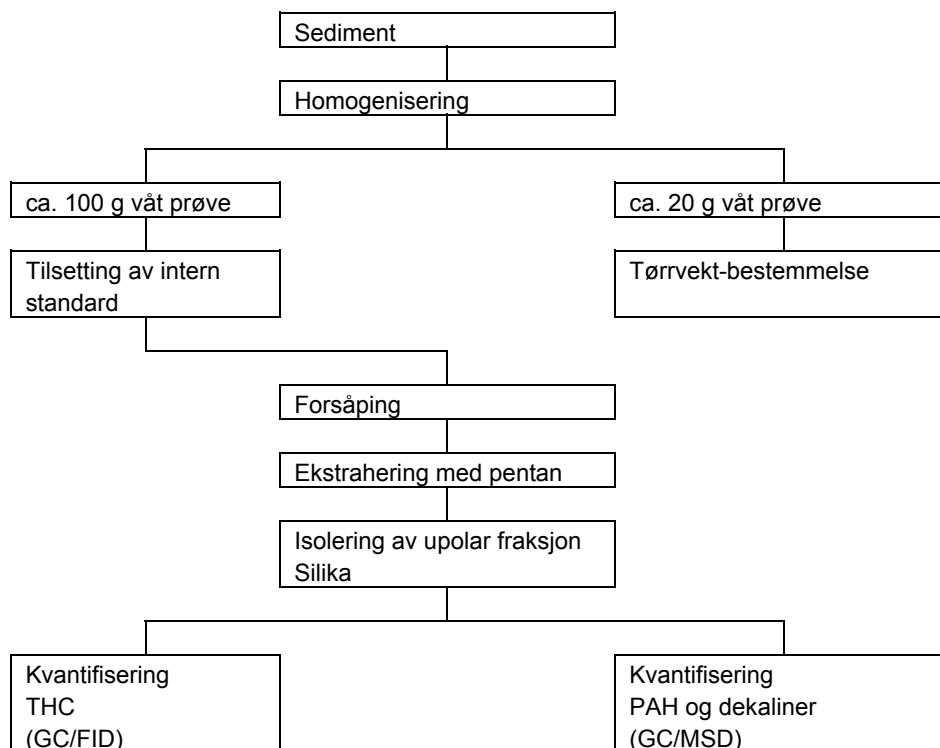 Sediment
Homogenisering
ca. 100 g våt prøve
ca. 20 g våt prøve
Tilsetting av intern
standard
Tørrvekt-bestemmelse
Forsåping
Ekstrahering med pentan
Isolering av upolar fraksjon
Silika
Kvantifisering
THC
(GC/FID)
Kvantifisering
PAH og dekaliner
(GC/MSD)